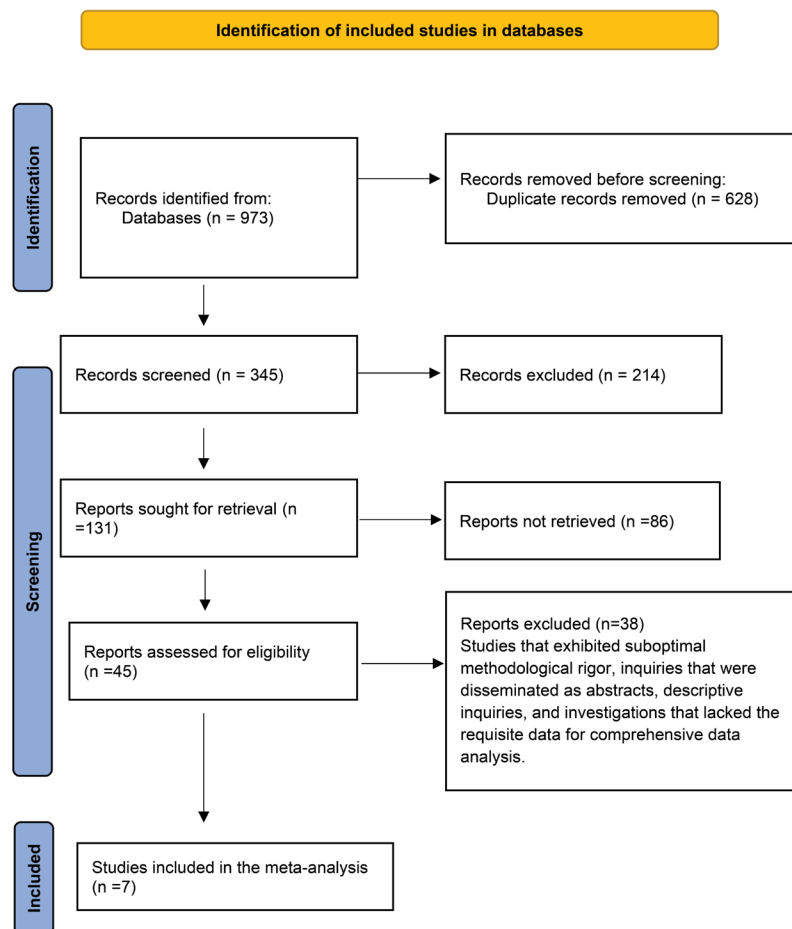 Identification of included studies in databases
Identification
Records identified from:
Databases (n = 973)
Records removed before screening:
Duplicate records removed (n = 628)
Screening
Records screened (n = 345)
Records excluded (n = 214)
Reports sought for retrieval (n
=131)
Reports not retrieved (n =86)
Reports assessed for eligibility
(n =45)
Reports excluded (n=38)
Studies that exhibited suboptimal
methodological rigor, inquiries that were
disseminated as abstracts, descriptive
inquiries, and investigations that lacked the
requisite data for comprehensive data
analysis.
Included
Studies included in the meta-analysis
(n =7)